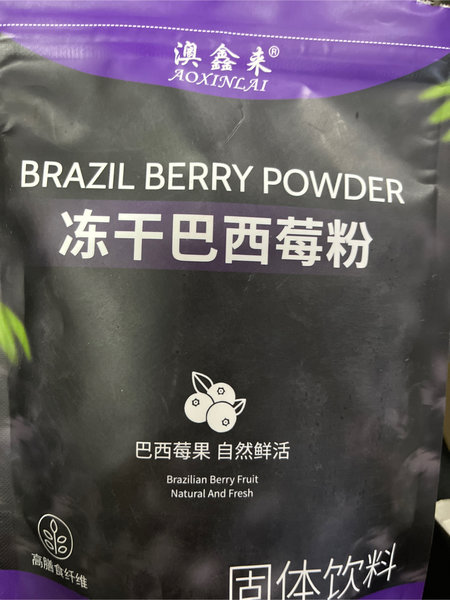 澳鑫来®
AOXINLAI
BRAZIL BERRY POWDER
冻干巴西莓粉
巴西莓果 自然鲜活
Brazilian Berry Fruit
Natural And Fresh
高膳食纤维
固体饮料